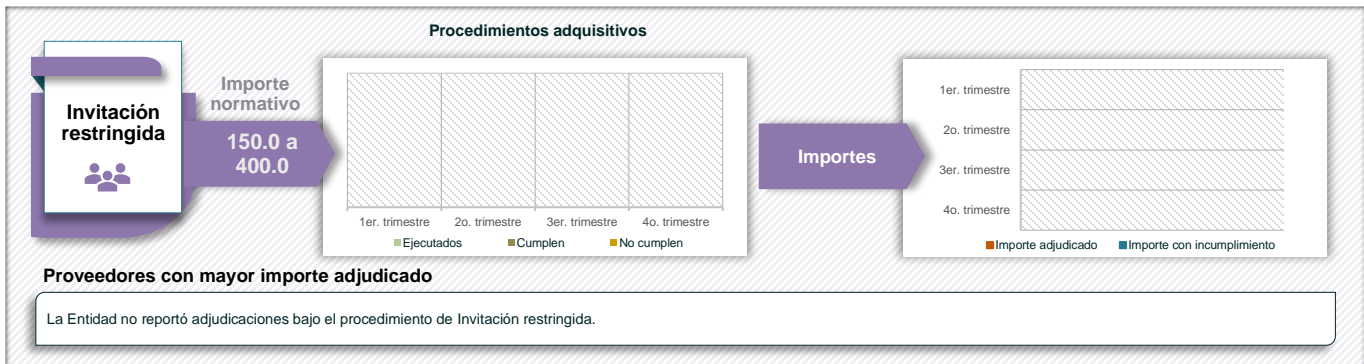 Procedimientos adquisitivos
Invitación
restringida
Importe
normativo
150.0 a
400.0
1er. trimestre 2o. trimestre 3er. trimestre 4o. trimestre
Ejecutados Cumplen No cumplen
Importes
1er. trimestre
2o. trimestre
3er. trimestre
4o. trimestre
Importe adjudicado Importe con incumplimiento
Proveedores con mayor importe adjudicado
La Entidad no reportó adjudicaciones bajo el procedimiento de Invitación restringida.